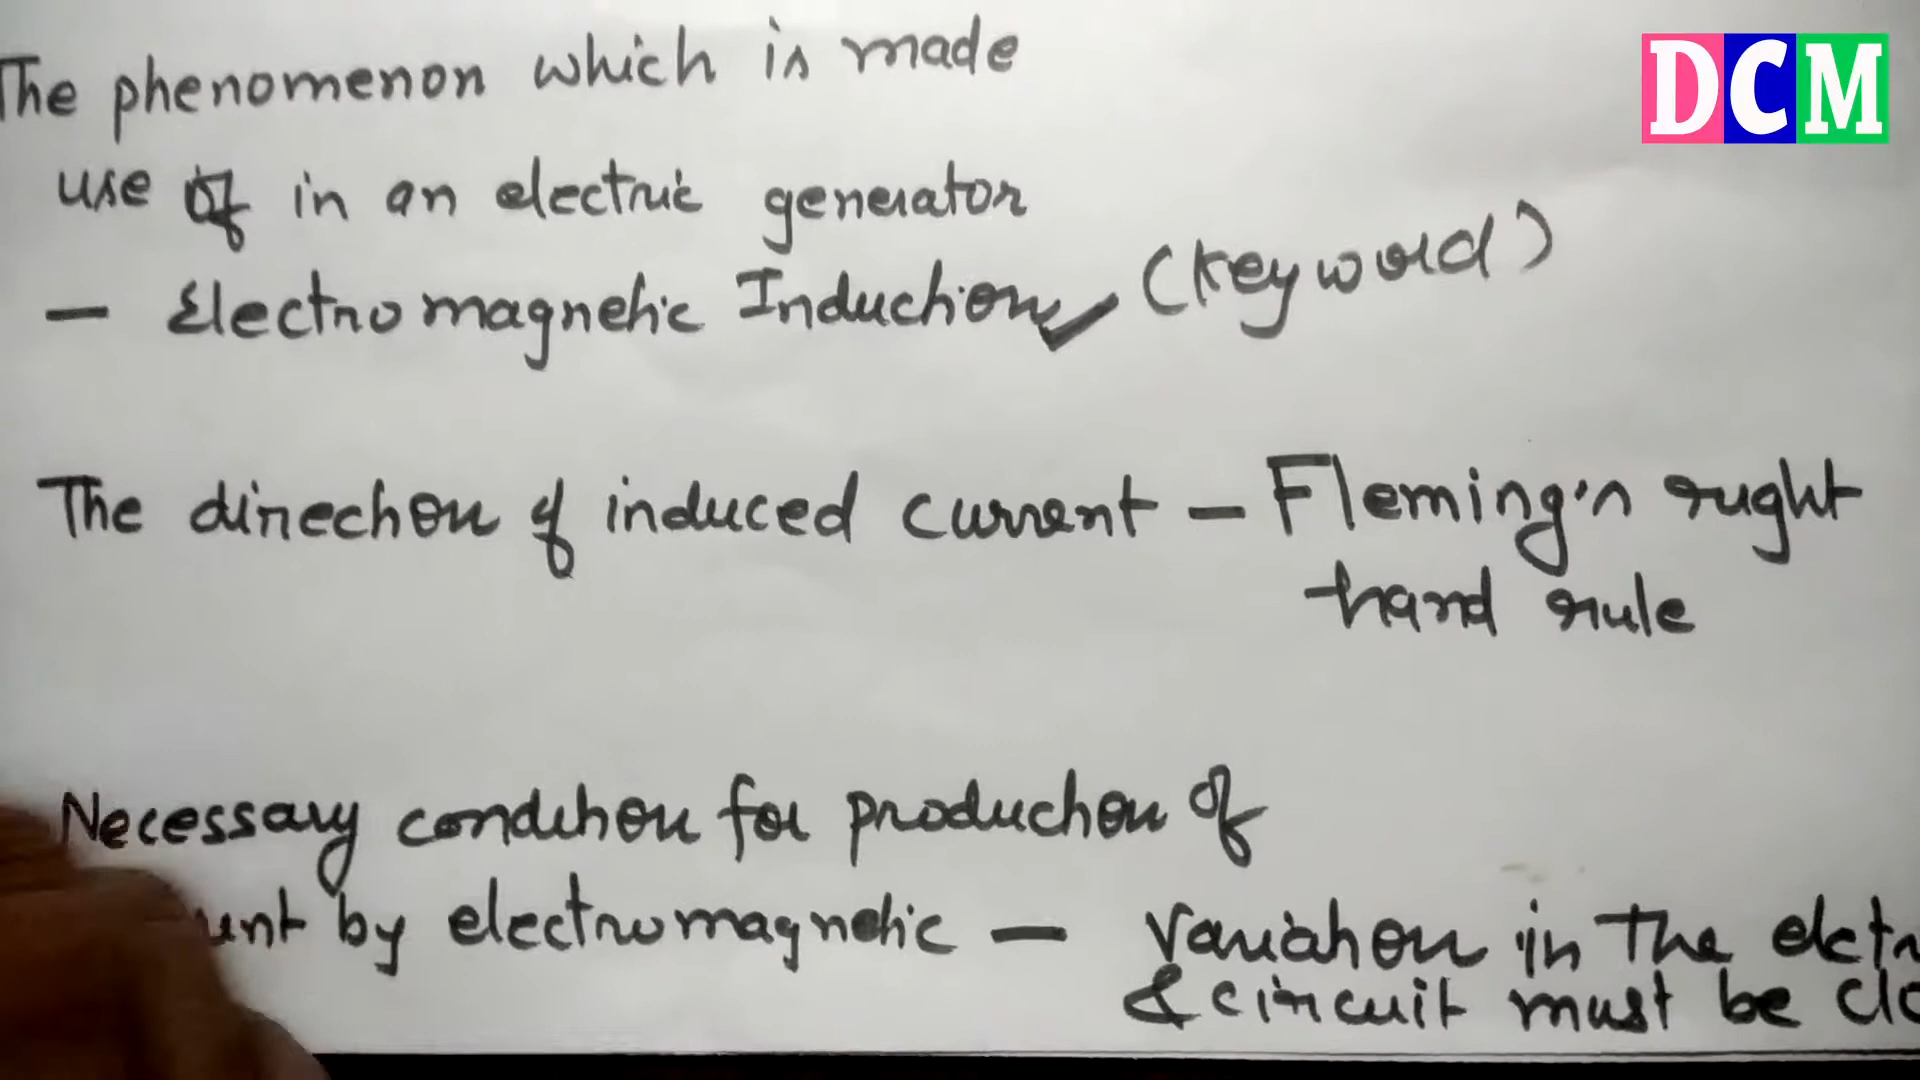 The phenomenon which is made
DCM
use of in an electric generator
- Electromagnetic Induction (Keyword)
The direction of induced current - Fleming's right
hand rule
Necessary condition for production of
by electromagnetic - Variation in the
& circuit must be